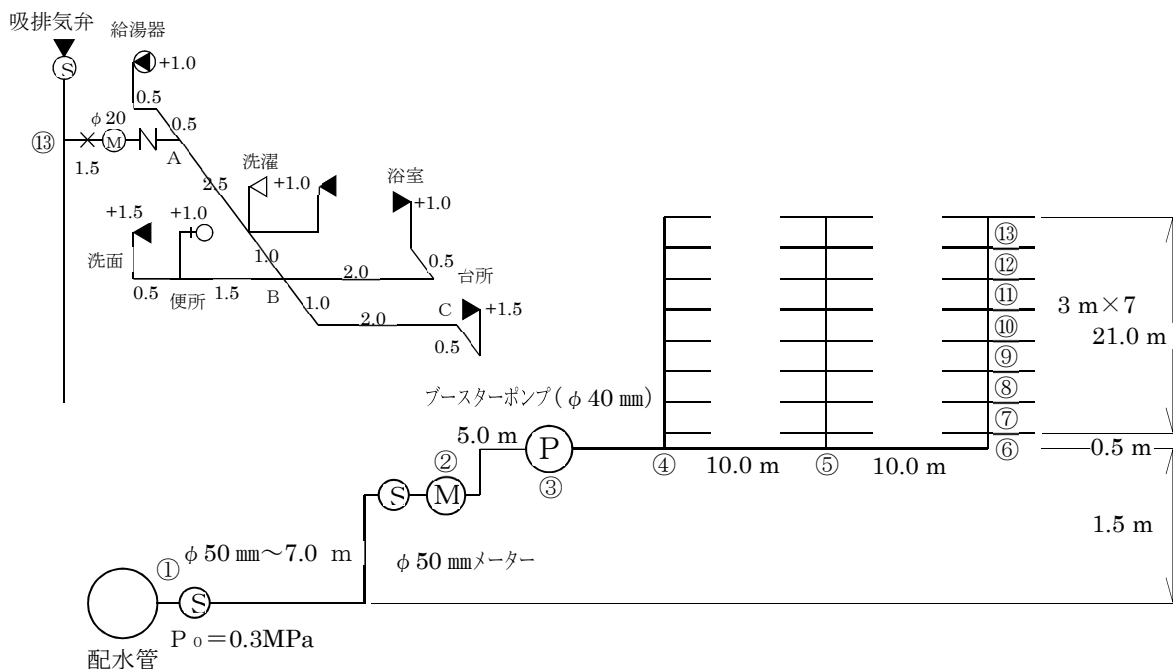 吸排気弁
給湯器
S
+1.0
0.5
φ20
0.5
⑬
M
N
A
1.5
洗濯
2.5
+1.0
浴室
+1.0
+1.5
+1.0
洗面
1.0
0.5
2.0
台所
0.5
便所
1.5
B
1.0
C
+1.5
2.0
0.5
⑬
⑫
⑪
3 m×7
⑩
21.0 m
⑨
⑧
ブースターポンプ(φ40 ㎜)
⑦
5.0 m
P
②
④
10.0 m
⑤
10.0 m
⑥
0.5 m
③
S
M
1.5 m
φ50 ㎜~7.0 m
φ50 ㎜メーター
①
S
P₀=0.3MPa
配水管